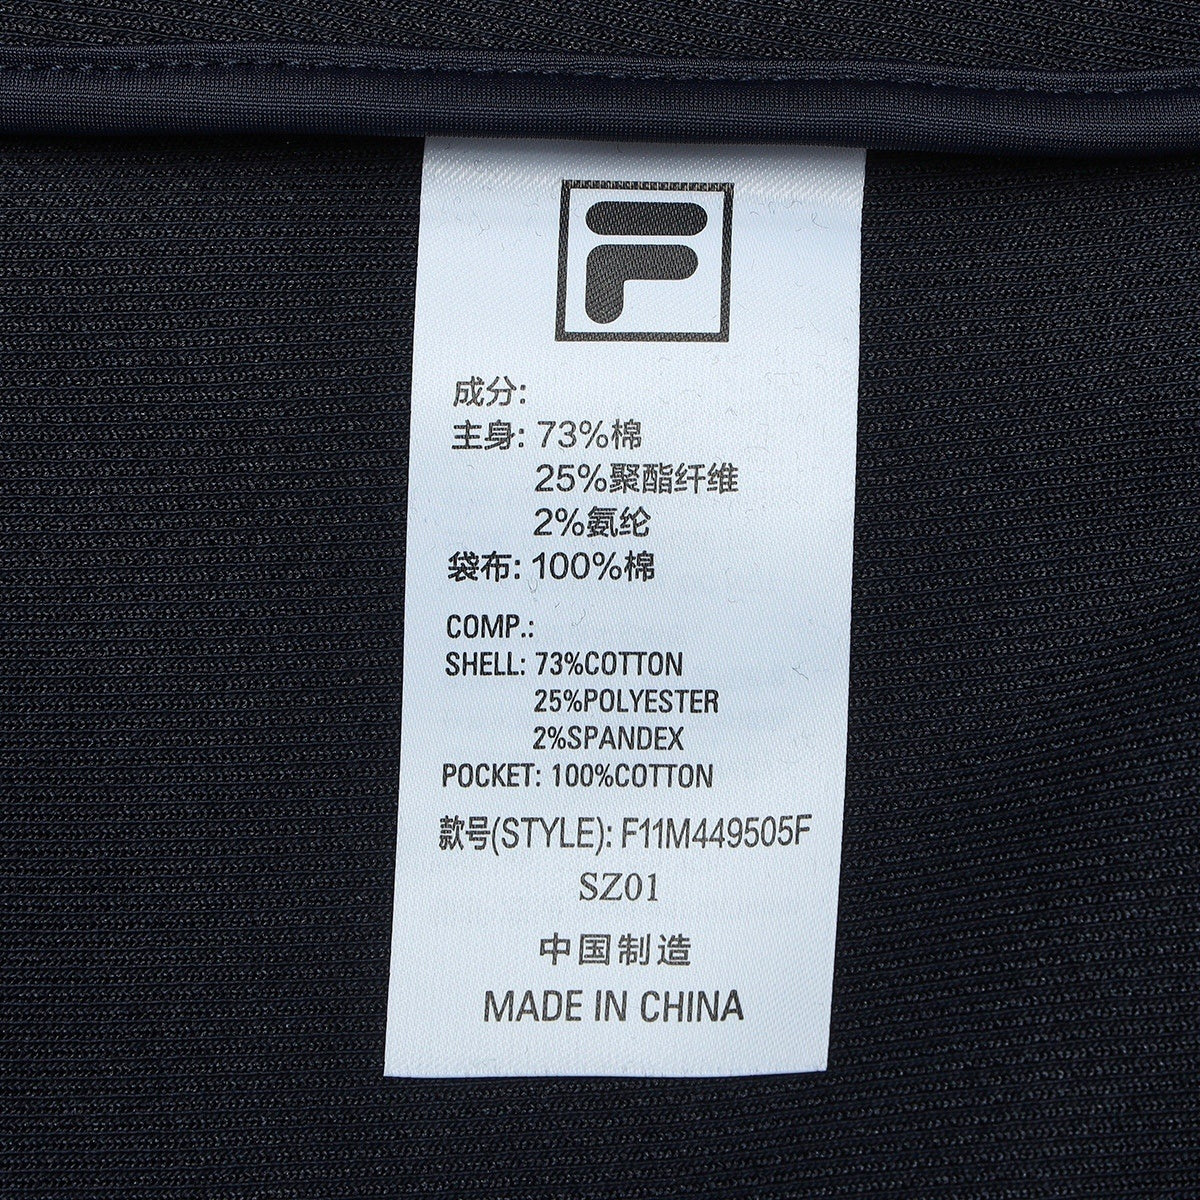 F
成分:
主身: 73%棉
25%聚酯纤维
2%氨纶
袋布: 100%棉
COMP.:
SHELL: 73%COTTON
25%POLYESTER
2%SPANDEX
POCKET: 100%COTTON
款号(STYLE): F11M449505F
SZ01
中国制造
MADE IN CHINA